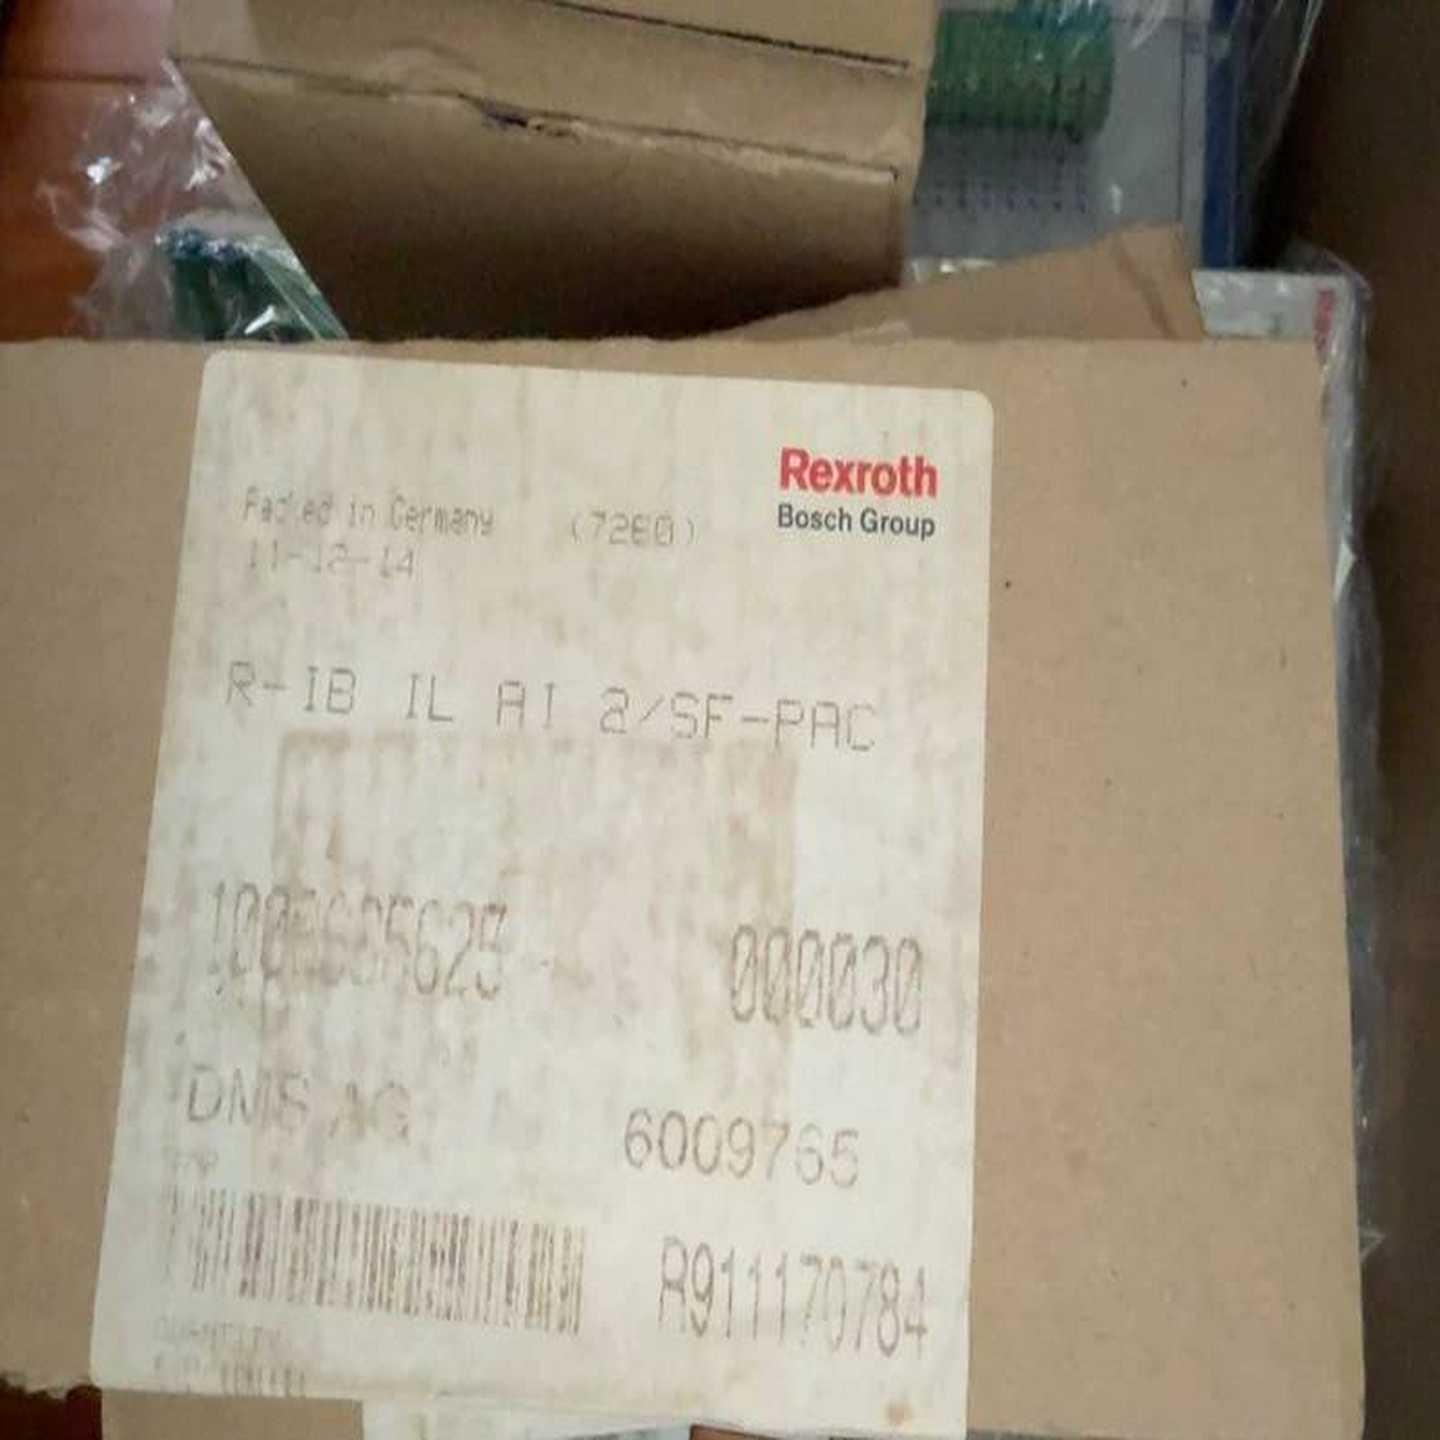 Rexroth
Bosch Group
Packed in Germany (7260)
11-12-14
R-IB IL AI 2/SF-PAC
000030
DMS AG 6009765
R911170784
QUANTITY